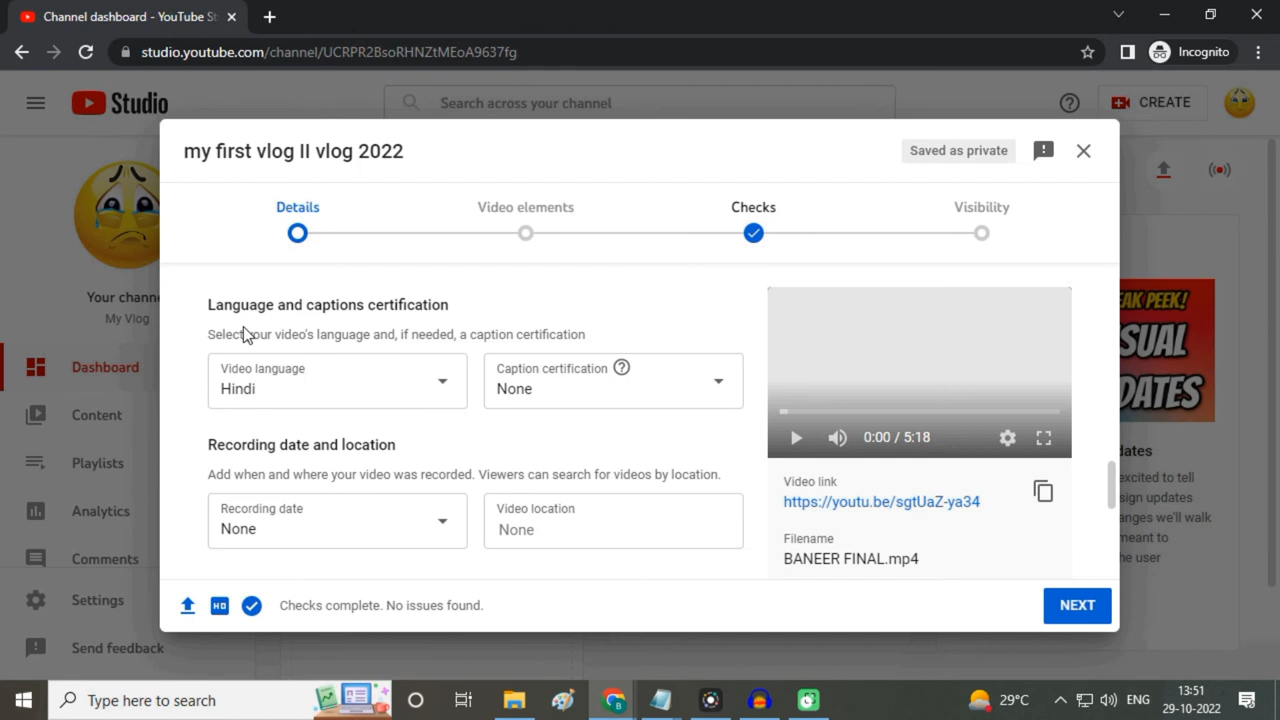 Channel dashboard - YouTube St
studio.youtube.com/channel/UCRPR2BsoRHNZtMEoA9637fg
Incognito
Studio
Search across your channel
CREATE
my first vlog II vlog 2022
Saved as private
Details
Video elements
Checks
Visibility
Your chann
My Vlog
Dashboard
Content
Playlists
Analytics
Comments
Settings
Send feedback
Language and captions certification
Select your video's language and, if needed, a caption certification
Video language
Hindi
Caption certification
None
Recording date and location
Add when and where your video was recorded. Viewers can search for videos by location.
Recording date
None
Video location
None
0:00 / 5:18
Video link
https://youtu.be/sgtUaZ-ya34
Filename
BANEER FINAL.mp4
HD
Checks complete. No issues found.
NEXT
EAK PEEK!
SUAL
DATES
dates
excited to tell
sign updates
anges we'll walk
meant to
the user
Type here to search
29°C
ENG
13:51
29-10-2022